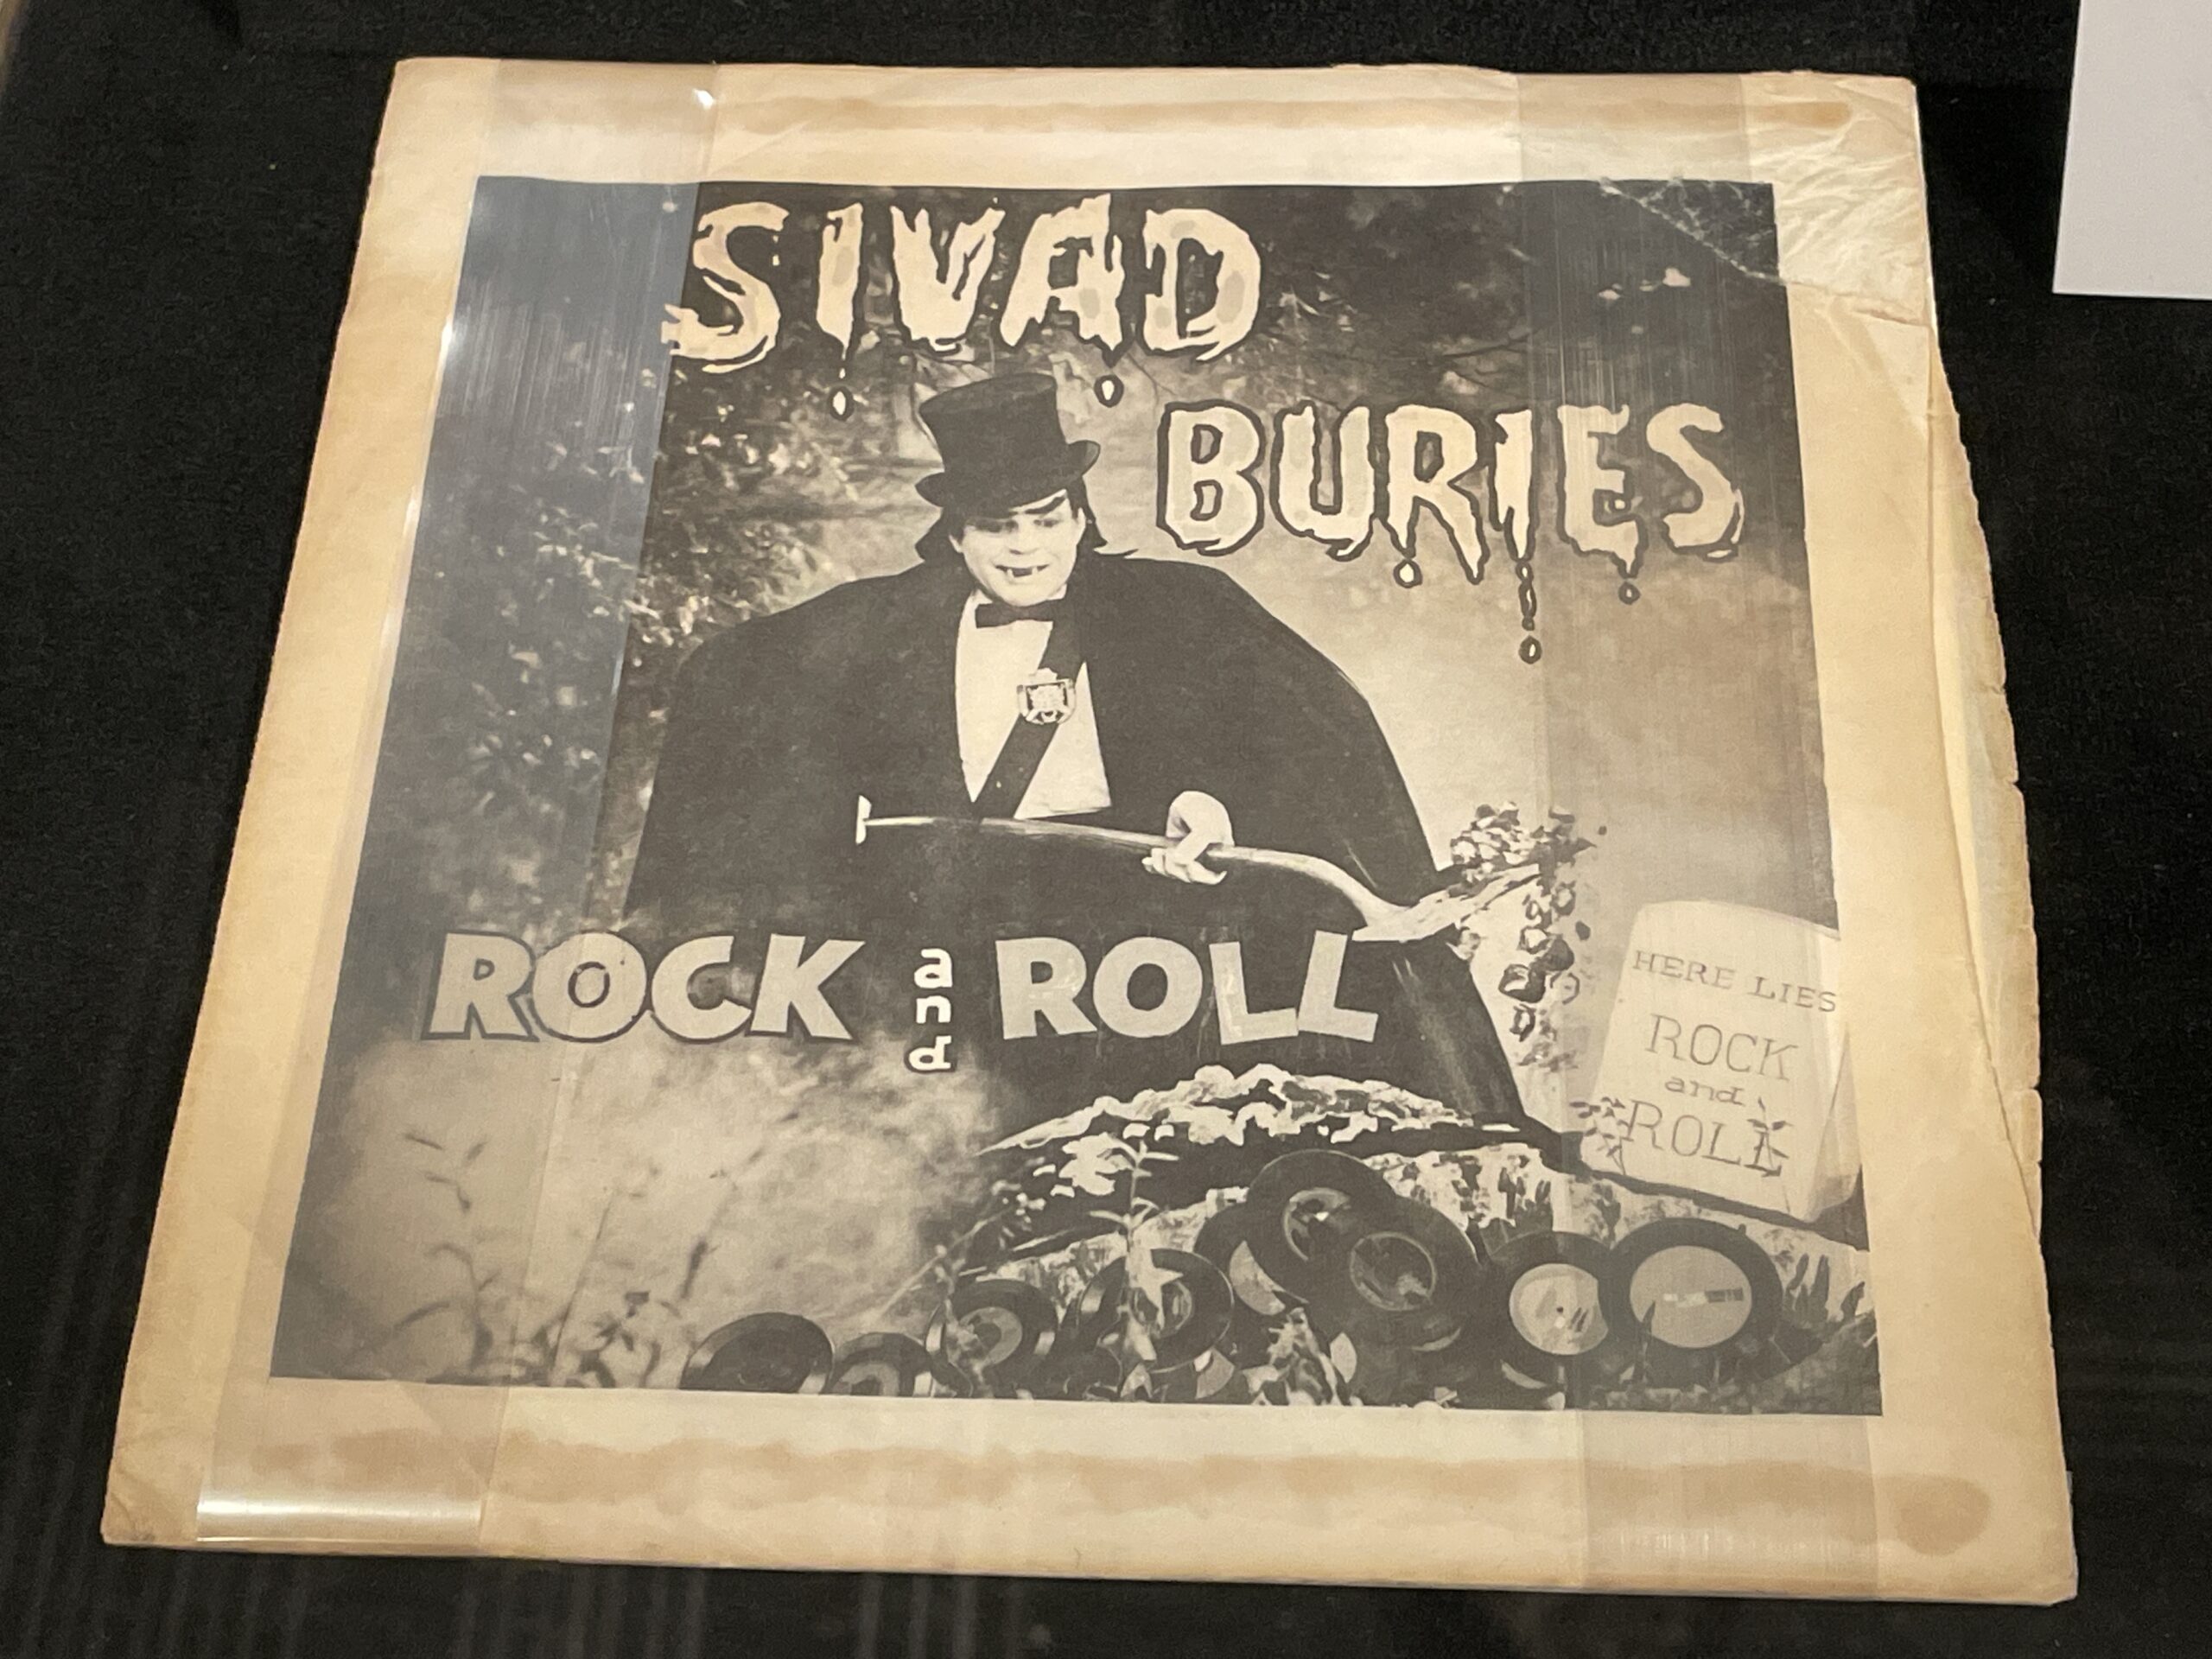 SIVAD
BURIES
ROCK and ROLL
HERE LIES
ROCK
and
ROLL